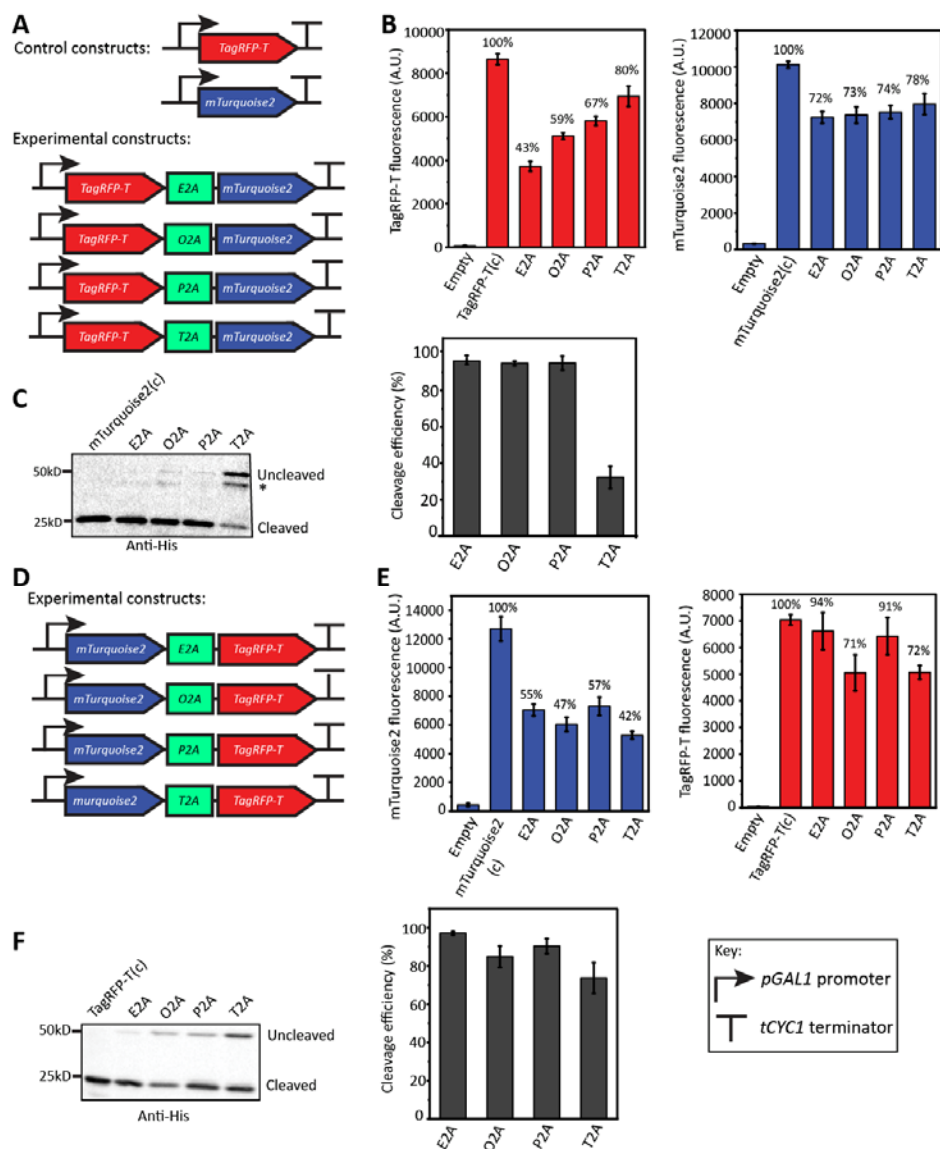 A
Control constructs:
TagRFP-T
mTurquoise2
Experimental constructs:
TagRFP-T E2A mTurquoise2
TagRFP-T O2A mTurquoise2
TagRFP-T P2A mTurquoise2
TagRFP-T T2A mTurquoise2
B
TagRFP-T fluorescence (A.U.)
10000
8000
6000
4000
2000
0
100%
43%
59%
67%
80%
Empty
TagRFP-T(c)
E2A
O2A
P2A
T2A
mTurquoise2 fluorescence (A.U.)
12000
10000
8000
6000
4000
2000
0
100%
72%
73%
74%
78%
Empty
mTurquoise2(c)
E2A
O2A
P2A
T2A
C
mTurquoise2(c)
E2A
O2A
P2A
T2A
50kD
Uncleaved
*
25kD
Cleaved
Anti-His
Cleavage efficiency (%)
100
80
60
40
20
0
E2A
O2A
P2A
T2A
D
Experimental constructs:
mTurquoise2 E2A TagRFP-T
mTurquoise2 O2A TagRFP-T
mTurquoise2 P2A TagRFP-T
murquoise2 T2A TagRFP-T
E
mTurquoise2 fluorescence (A.U.)
14000
12000
10000
8000
6000
4000
2000
0
100%
55%
47%
57%
42%
Empty
mTurquoise2
(c)
E2A
O2A
P2A
T2A
TagRFP-T fluorescence (A.U.)
8000
7000
6000
5000
4000
3000
2000
1000
0
100%
94%
71%
91%
72%
Empty
TagRFP-T(c)
E2A
O2A
P2A
T2A
F
TagRFP-T(c)
E2A
O2A
P2A
T2A
50kD
Uncleaved
25kD
Cleaved
Anti-His
Cleavage efficiency (%)
100
80
60
40
20
0
E2A
O2A
P2A
T2A
Key:
pGAL1 promoter
tCYC1 terminator